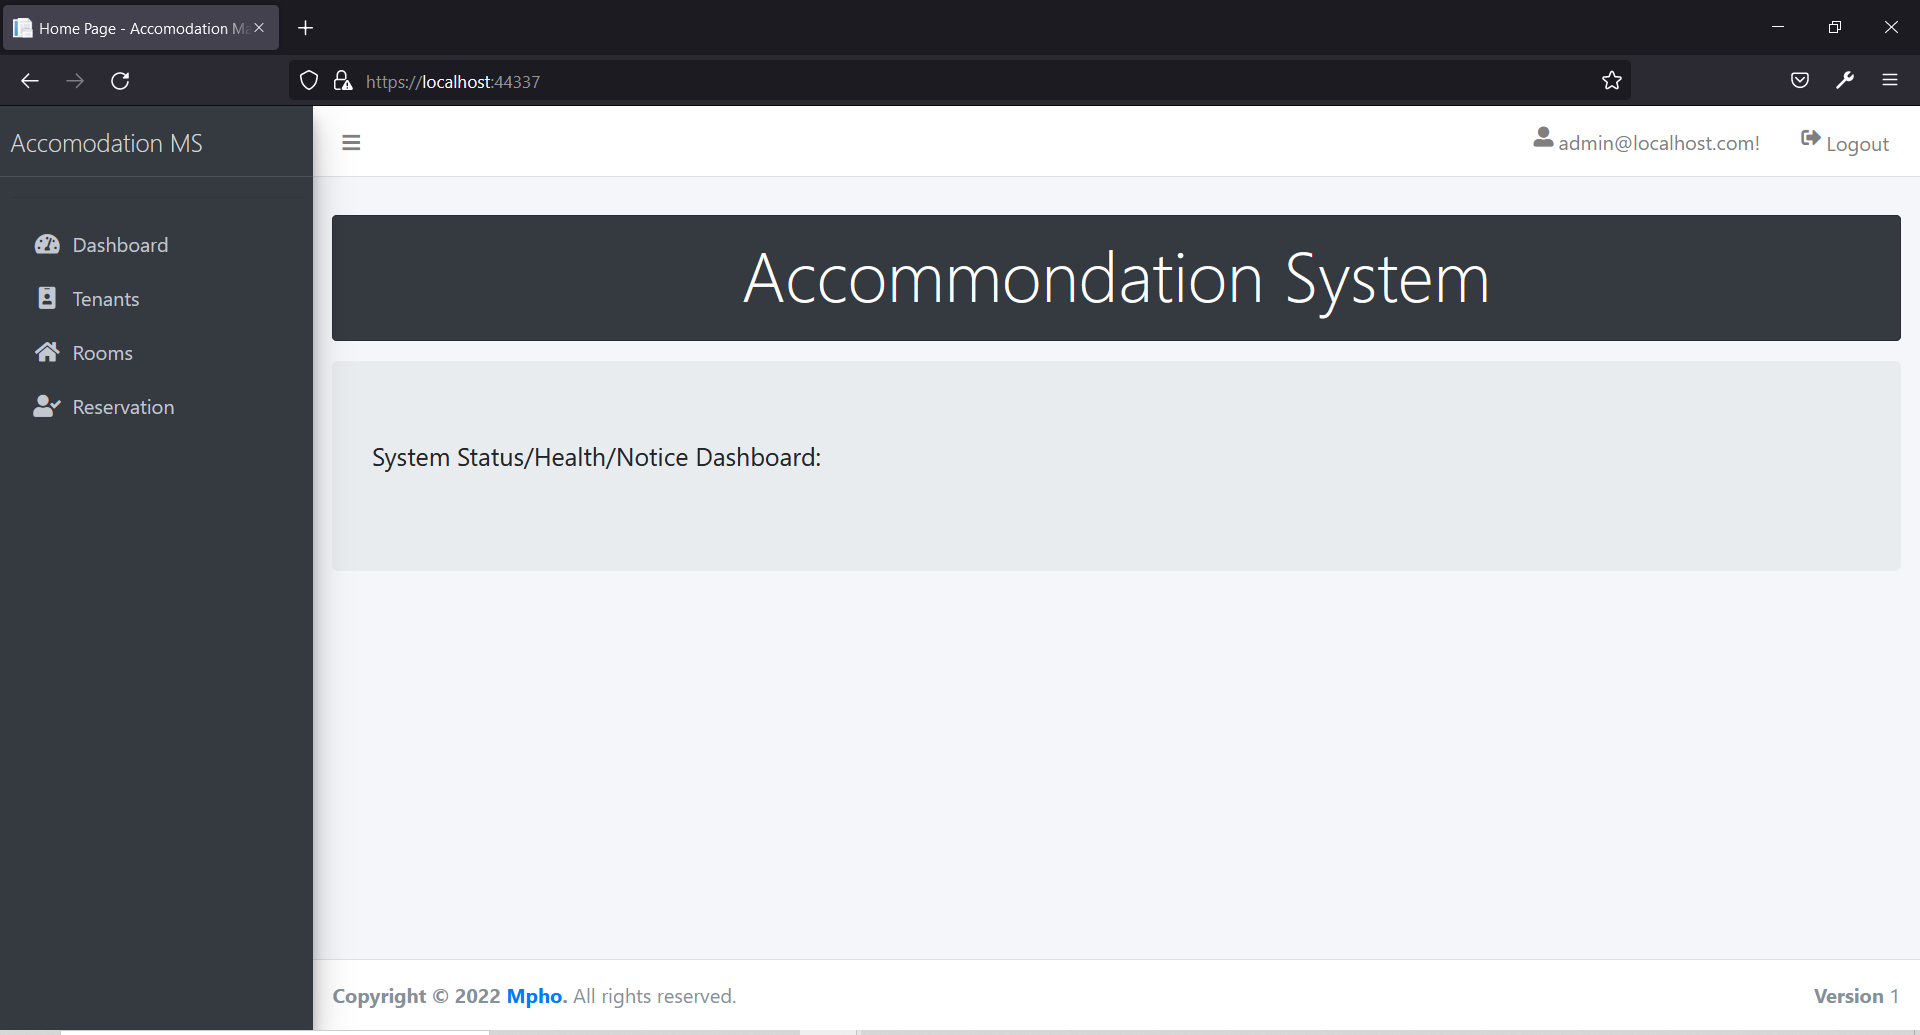 Home Page - Accomodation Ma
https://localhost:44337
Accomodation MS
admin@localhost.com!
Logout
Dashboard
Tenants
Rooms
Reservation
Accommondation System
System Status/Health/Notice Dashboard:
Copyright © 2022 Mpho. All rights reserved.
Version 1